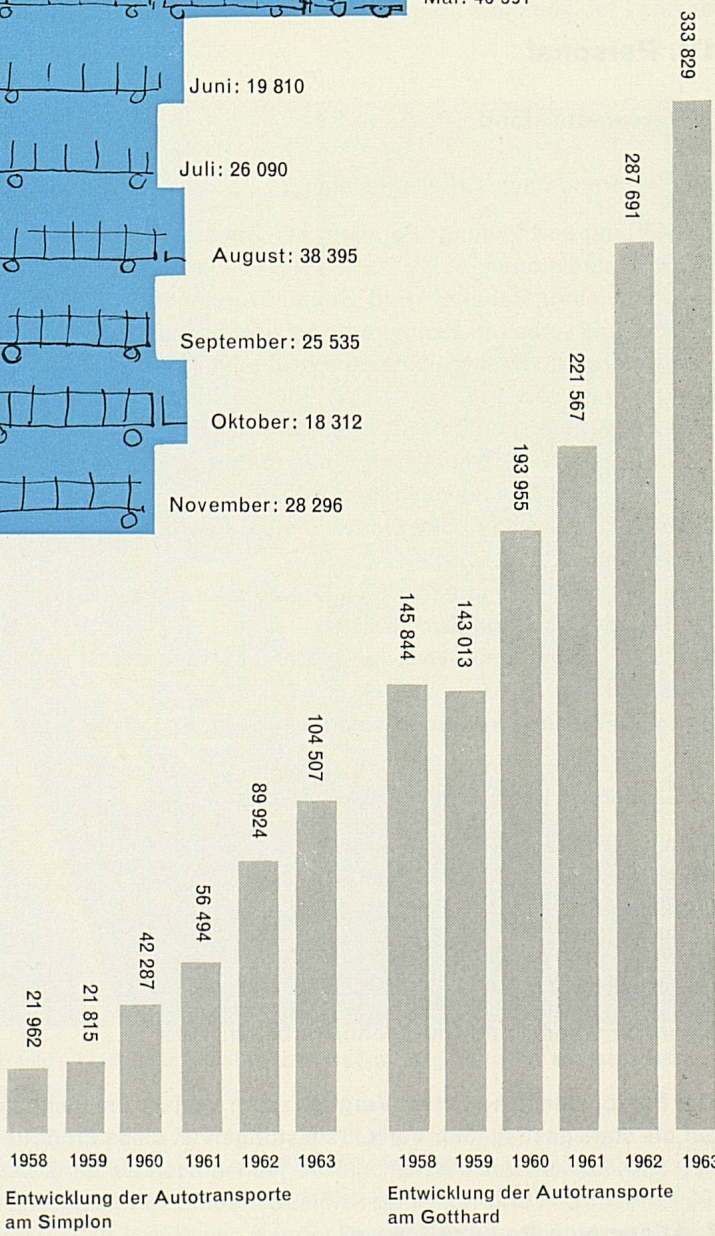 Juni: 19 810
Juli: 26 090
August: 38 395
September: 25 535
Oktober: 18 312
November: 28 296
21 962
21 815
42 287
56 494
89 924
104 507
1958 1959 1960 1961 1962 1963
Entwicklung der Autotransporte
am Simplon
145 844
143 013
193 955
221 567
287 691
333 829
1958 1959 1960 1961 1962 1963
Entwicklung der Autotransporte
am Gotthard